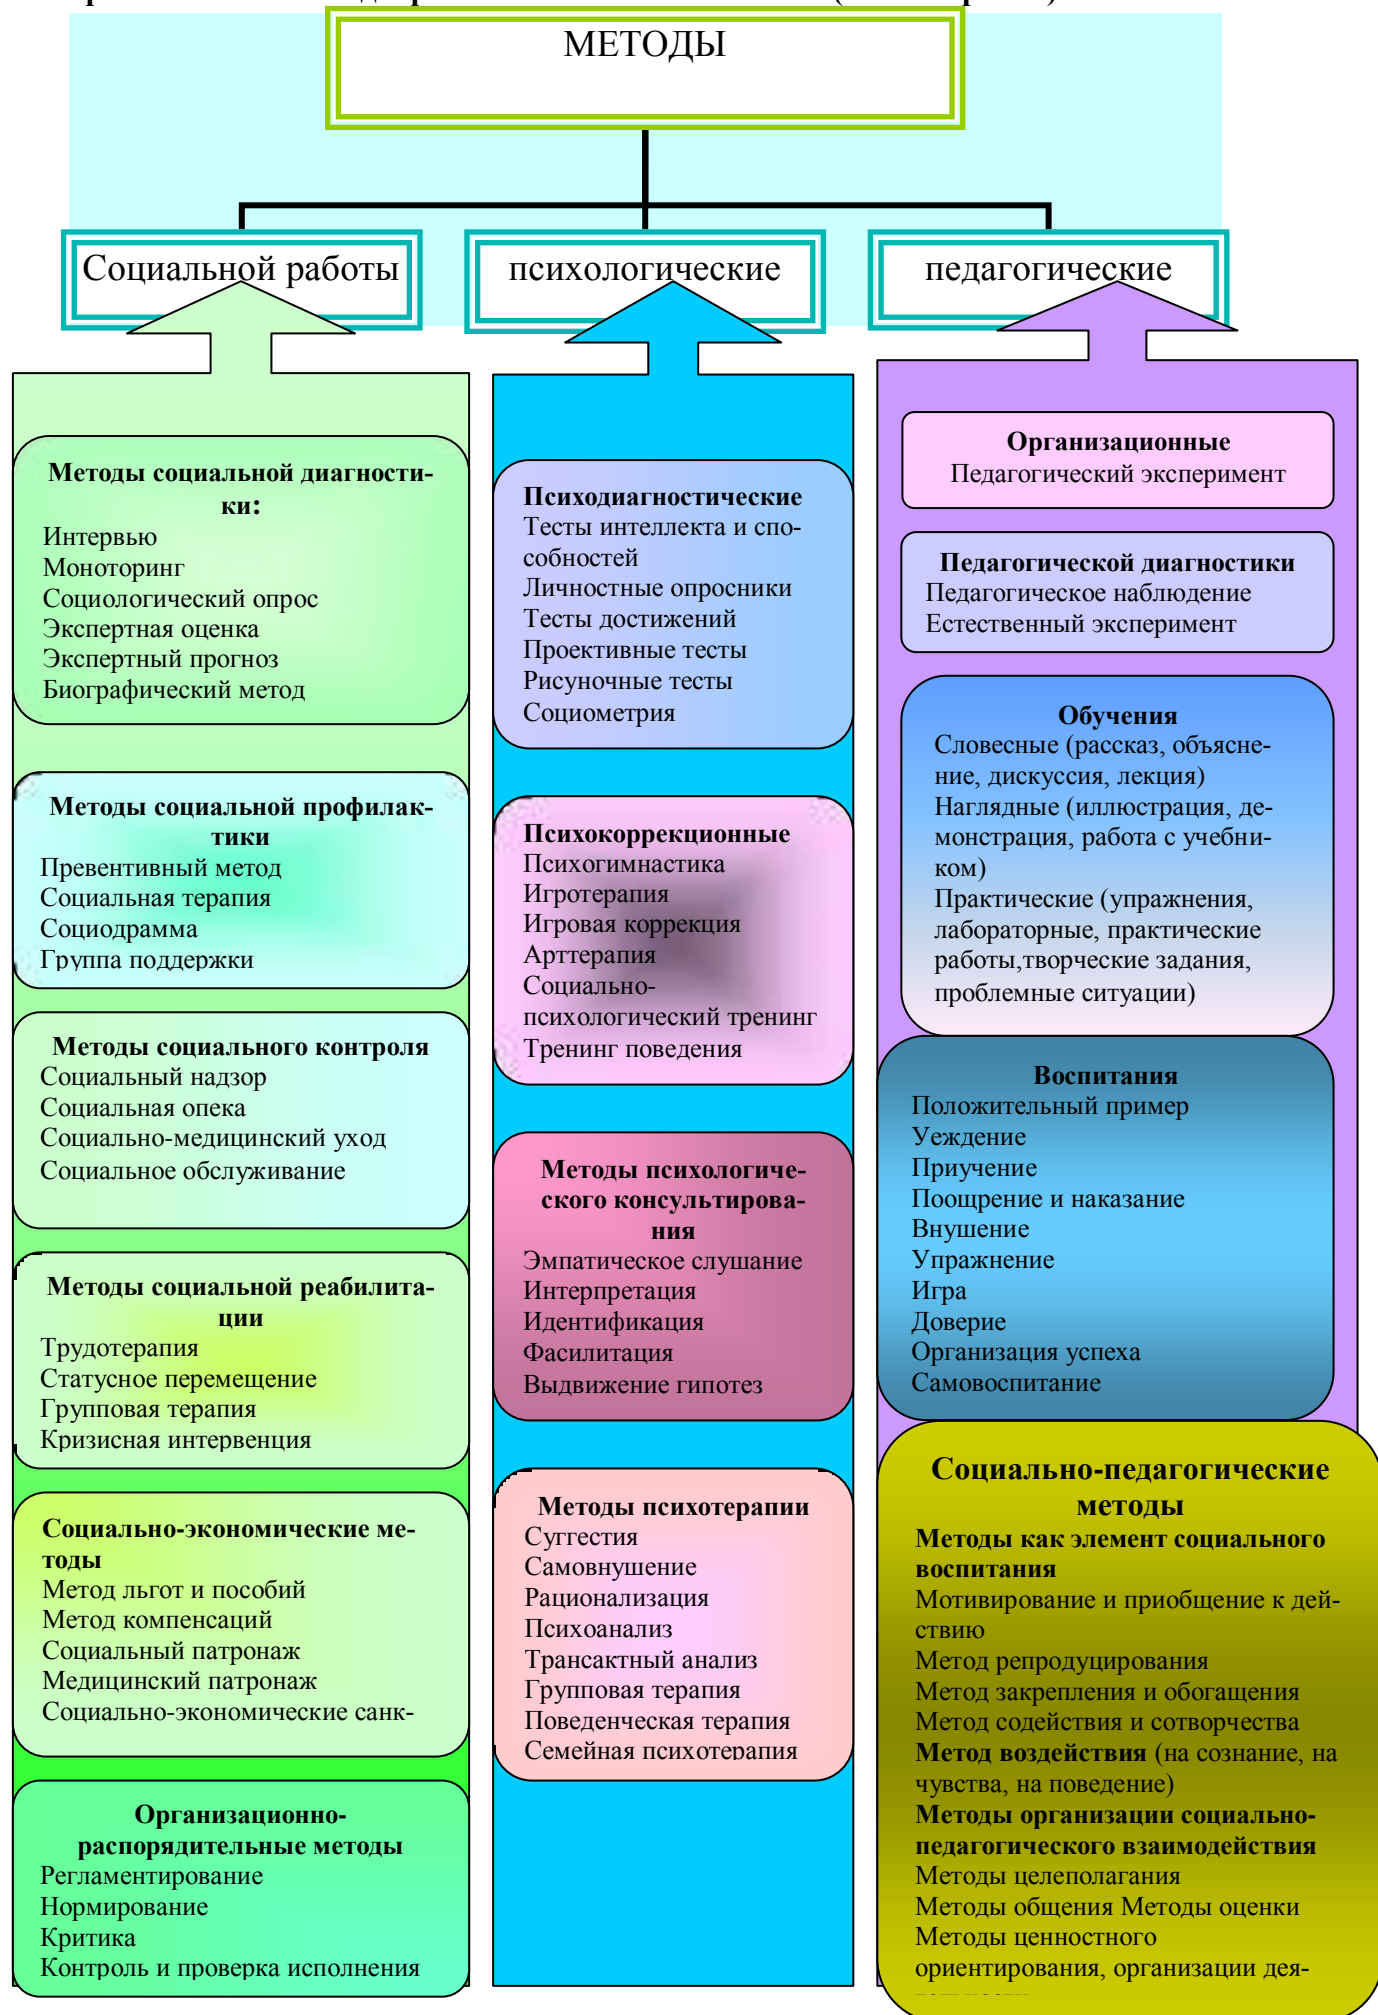 МЕТОДЫ
Социальной работы
психологические
педагогические
Методы социальной диагности-
ки:
Интервью
Моноторинг
Социологический опрос
Экспертная оценка
Экспертный прогноз
Биографический метод
Методы социальной профилак-
тики
Превентивный метод
Социальная терапия
Социодрамма
Группа поддержки
Методы социального контроля
Социальный надзор
Социальная опека
Социально-медицинский уход
Социальное обслуживание
Методы социальной реабилита-
ции
Трудотерапия
Статусное перемещение
Групповая терапия
Кризисная интервенция
Социально-экономические ме-
тоды
Метод льгот и пособий
Метод компенсаций
Социальный патронаж
Медицинский патронаж
Социально-экономические санк-
Организационно-
распорядительные методы
Регламентирование
Нормирование
Критика
Контроль и проверка исполнения
Психодиагностические
Тесты интеллекта и спо-
собностей
Личностные опросники
Тесты достижений
Проективные тесты
Рисуночные тесты
Социометрия
Психокоррекционные
Психогимнастика
Игротерапия
Игровая коррекция
Арттерапия
Социально-
психологический тренинг
Тренинг поведения
Методы психологиче-
ского консультирова-
ния
Эмпатическое слушание
Интерпретация
Идентификация
Фасилитация
Выдвижение гипотез
Методы психотерапии
Суггестия
Самовнушение
Рационализация
Психоанализ
Трансактный анализ
Групповая терапия
Поведенческая терапия
Семейная психотерапия
Организационные
Педагогический эксперимент
Педагогической диагностики
Педагогическое наблюдение
Естественный эксперимент
Обучения
Словесные (рассказ, объясне-
ние, дискуссия, лекция)
Наглядные (иллюстрация, де-
монстрация, работа с учебни-
ком)
Практические (упражнения,
лабораторные, практические
работы,творческие задания,
проблемные ситуации)
Воспитания
Положительный пример
Уеждение
Приучение
Поощрение и наказание
Внушение
Упражнение
Игра
Доверие
Организация успеха
Самовоспитание
Социально-педагогические
методы
Методы как элемент социального
воспитания
Мотивирование и приобщение к дей-
ствию
Метод репродуцирования
Метод закрепления и обогащения
Метод содействия и сотворчества
Метод воздействия (на сознание, на
чувства, на поведение)
Методы организации социально-
педагогического взаимодействия
Методы целеполагания
Методы общения Методы оценки
Методы ценностного
ориентирования, организации дея-